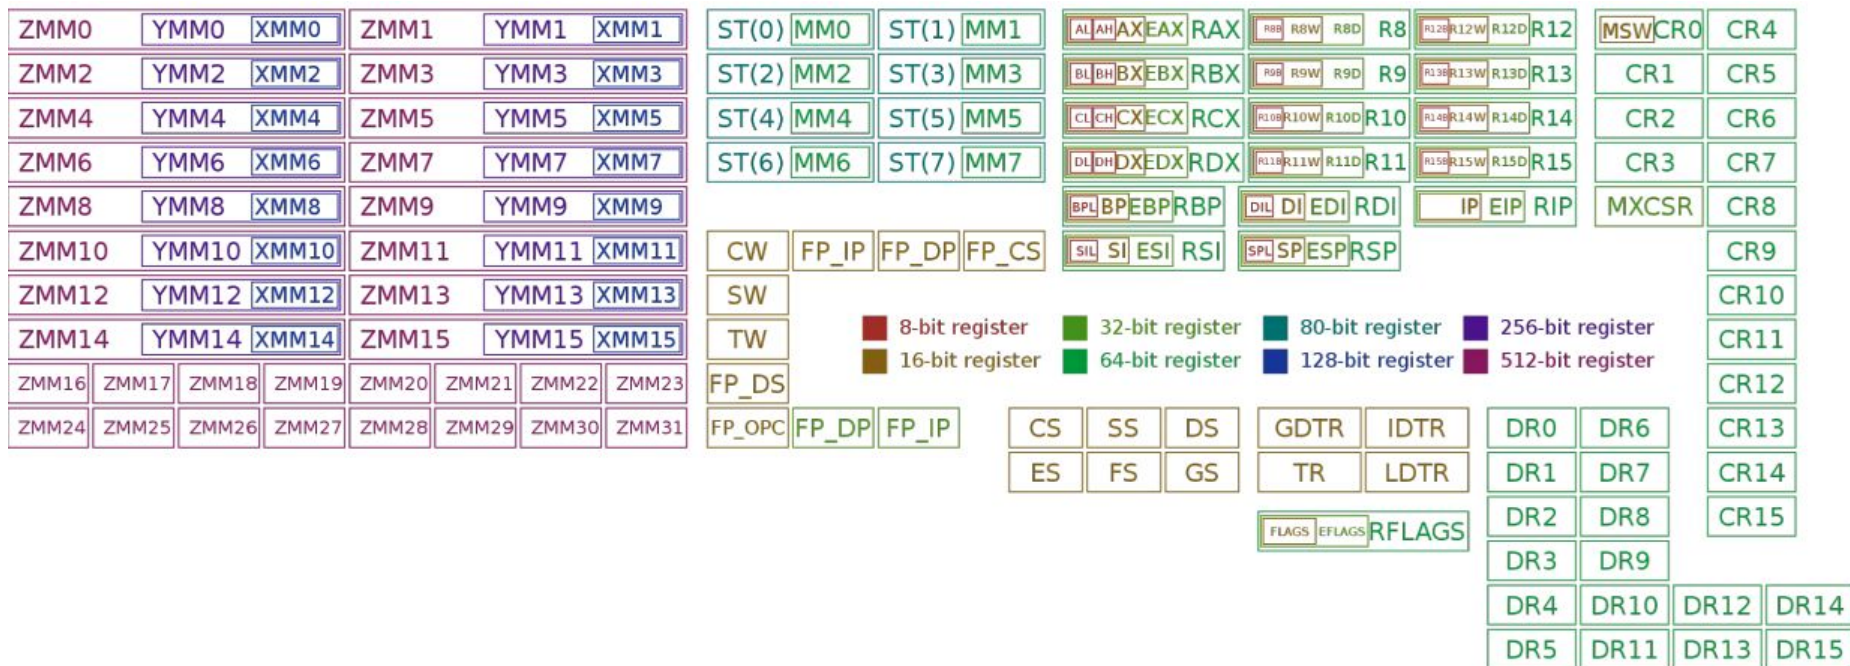 ZMM0 YMM0 XMM0 ZMM1 YMM1 XMM1 ST(0) MM0 ST(1) MM1 AL AH AX EAX RAX R8B R8W R8D R8 R12B R12W R12D R12 MSW CR0 CR4
ZMM2 YMM2 XMM2 ZMM3 YMM3 XMM3 ST(2) MM2 ST(3) MM3 BL BH BX EBX RBX R9B R9W R9D R9 R13B R13W R13D R13 CR1 CR5
ZMM4 YMM4 XMM4 ZMM5 YMM5 XMM5 ST(4) MM4 ST(5) MM5 CL CH CX ECX RCX R10B R10W R10D R10 R14B R14W R14D R14 CR2 CR6
ZMM6 YMM6 XMM6 ZMM7 YMM7 XMM7 ST(6) MM6 ST(7) MM7 DL DH DX EDX RDX R11B R11W R11D R11 R15B R15W R15D R15 CR3 CR7
ZMM8 YMM8 XMM8 ZMM9 YMM9 XMM9 BPL BP EBP RBP DIL DI EDI RDI IP EIP RIP MXCSR CR8
ZMM10 YMM10 XMM10 ZMM11 YMM11 XMM11 CW FP_IP FP_DP FP_CS SIL SI ESI RSI SPL SP ESP RSP CR9
ZMM12 YMM12 XMM12 ZMM13 YMM13 XMM13 SW CR10
8-bit register 32-bit register 80-bit register 256-bit register
ZMM14 YMM14 XMM14 ZMM15 YMM15 XMM15 TW CR11
16-bit register 64-bit register 128-bit register 512-bit register
ZMM16 ZMM17 ZMM18 ZMM19 ZMM20 ZMM21 ZMM22 ZMM23 FP_DS CR12
ZMM24 ZMM25 ZMM26 ZMM27 ZMM28 ZMM29 ZMM30 ZMM31 FP_OPC FP_DP FP_IP CS SS DS GDTR IDTR DR0 DR6 CR13
ES FS GS TR LDTR DR1 DR7 CR14
DR2 DR8 CR15
FLAGS EFLAGS RFLAGS
DR3 DR9
DR4 DR10 DR12 DR14
DR5 DR11 DR13 DR15